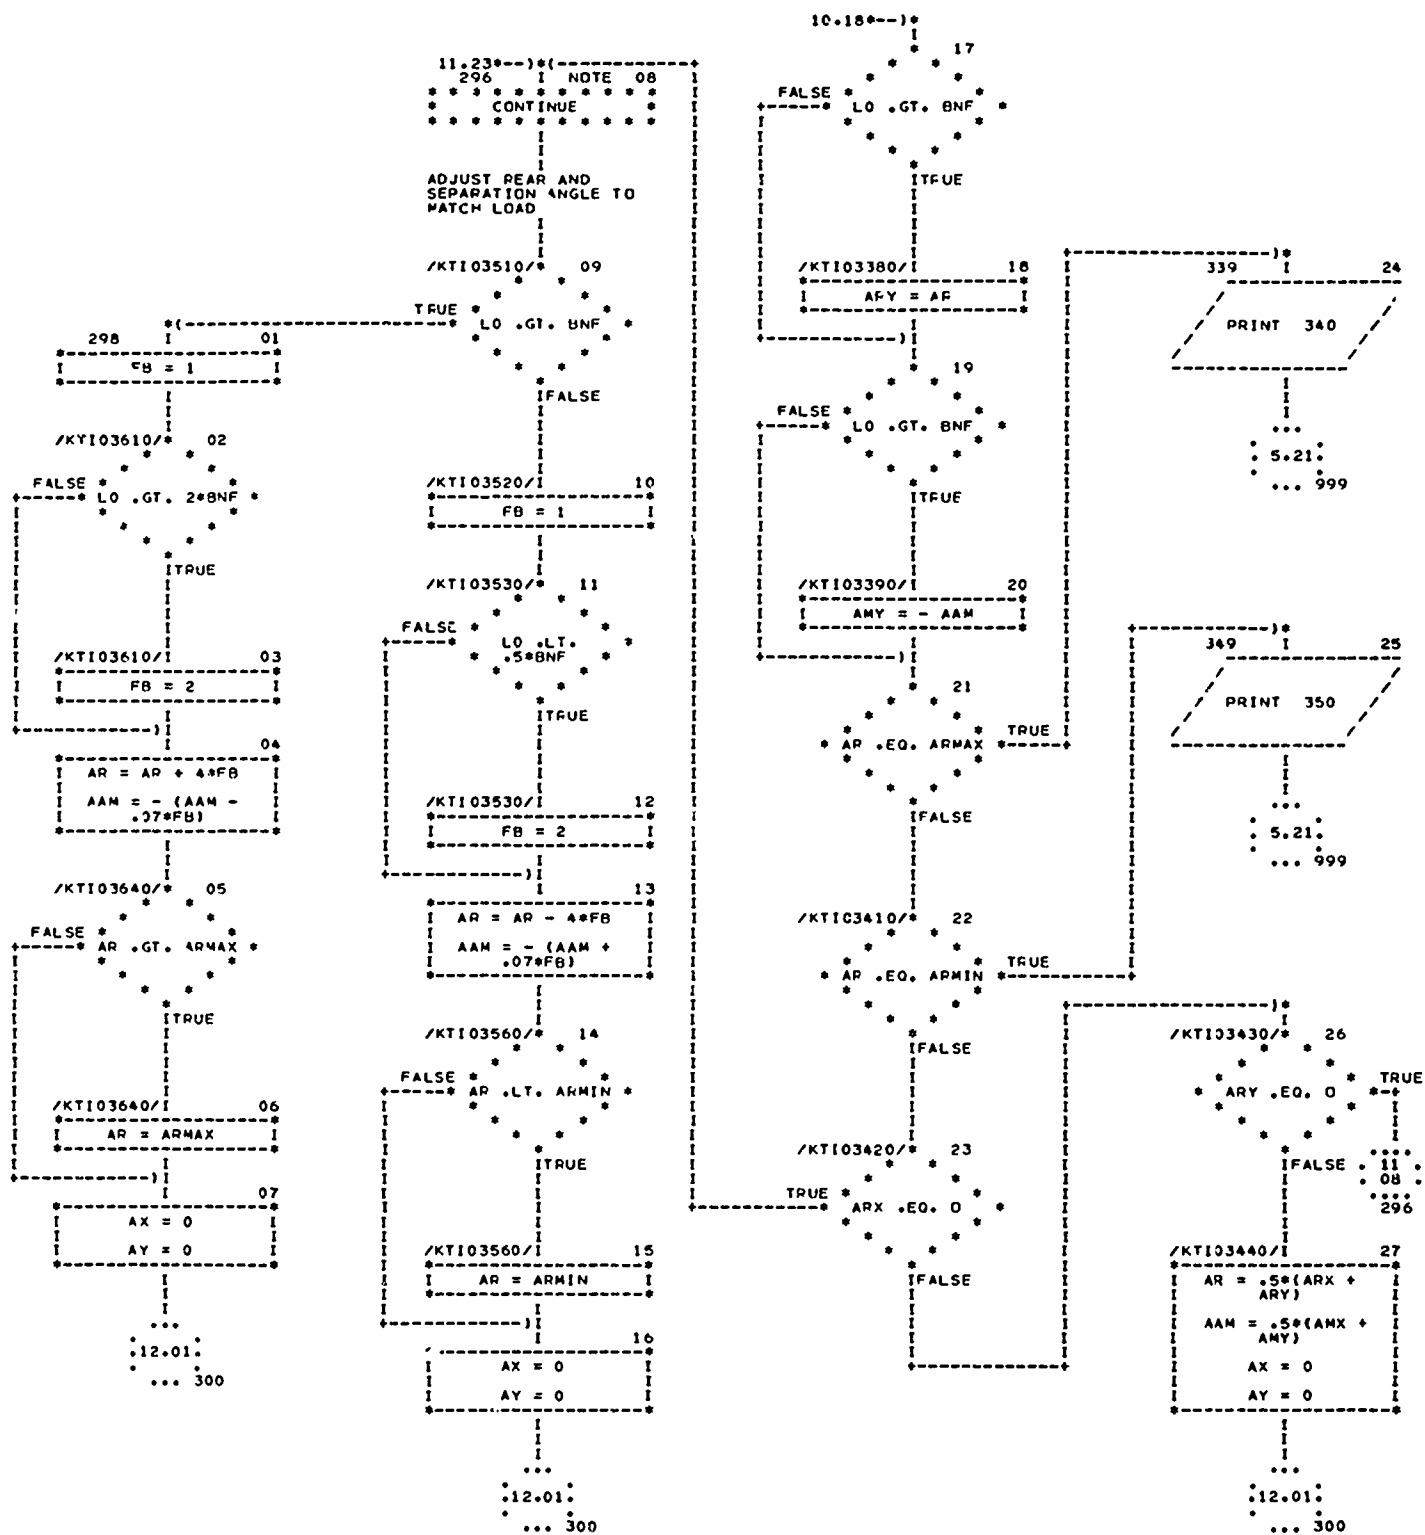 10.18*--)*
17
FALSE
LO .GT. BNF
TRUE
/KTI03380/ 18
ARY = AR
19
FALSE
LO .GT. BNF
TRUE
/KTI03390/ 20
AMY = - AAM
21
AR .EQ. ARMAX
TRUE
FALSE
/KTI03410/ 22
AR .EQ. ARMIN
TRUE
FALSE
/KTI03420/ 23
TRUE
ARX .EQ. 0
FALSE
11.23*--)*
296 NOTE 08
CONTINUE
ADJUST REAR AND
SEPARATION ANGLE TO
MATCH LOAD
/KTI03510/ 09
TRUE
LO .GT. BNF
FALSE
/KTI03520/ 10
FB = 1
/KTI03530/ 11
FALSE
LO .LT.
.5*BNF
TRUE
/KTI03530/ 12
FB = 2
13
AR = AR - 4*FB
AAM = - (AAM +
.07*FB)
/KTI03560/ 14
FALSE
AR .LT. ARMIN
TRUE
/KTI03560/ 15
AR = ARMIN
16
AX = 0
AY = 0
12.01
300
298 01
FB = 1
/KTI03610/ 02
FALSE
LO .GT. 2*BNF
TRUE
/KTI03610/ 03
FB = 2
04
AR = AR + 4*FB
AAM = - (AAM -
.07*FB)
/KTI03640/ 05
FALSE
AR .GT. ARMAX
TRUE
/KTI03640/ 06
AR = ARMAX
07
AX = 0
AY = 0
12.01
300
339 24
PRINT 340
5.21
999
349 25
PRINT 350
5.21
999
/KTI03430/ 26
ARY .EQ. 0
TRUE
FALSE
11
08
296
/KTI03440/ 27
AR = .5*(ARX +
ARY)
AAM = .5*(AMX +
AMY)
AX = 0
AY = 0
12.01
300